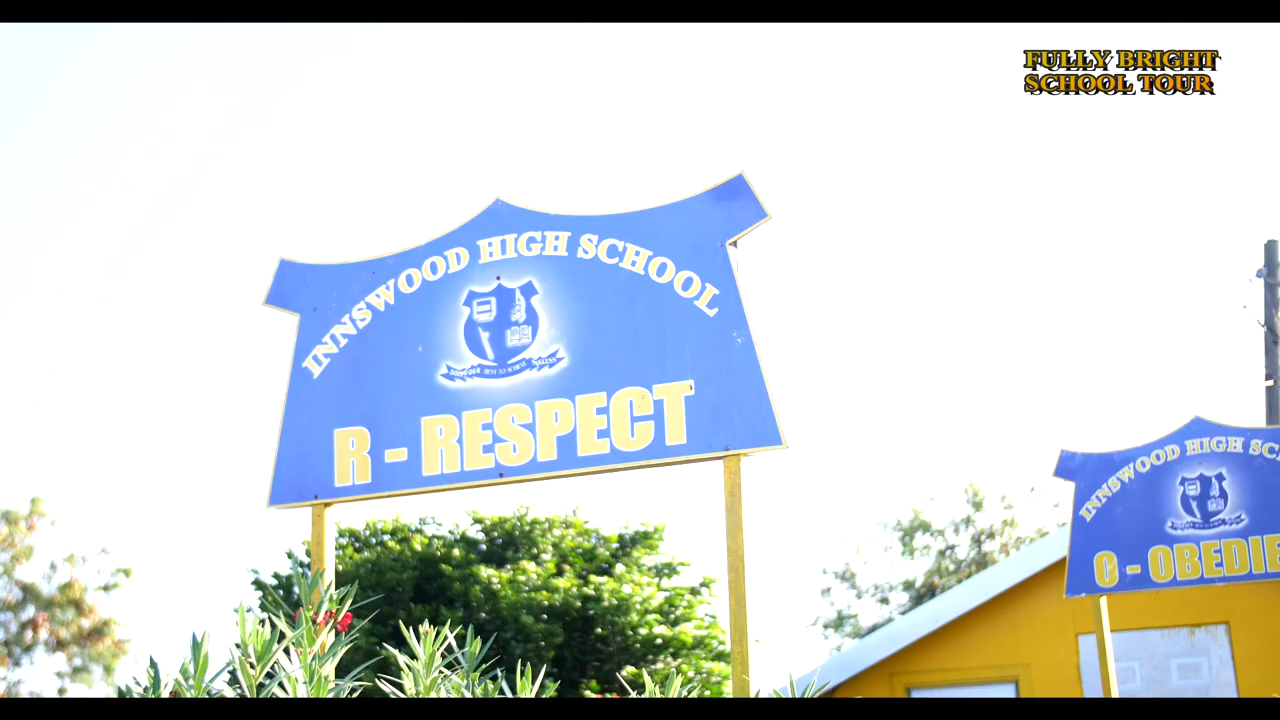 FULLY BRIGHT
SCHOOL TOUR
INNSWOOD HIGH SCHOOL
R - RESPECT
INNSWOOD HIGH SC
O - OBEDIE